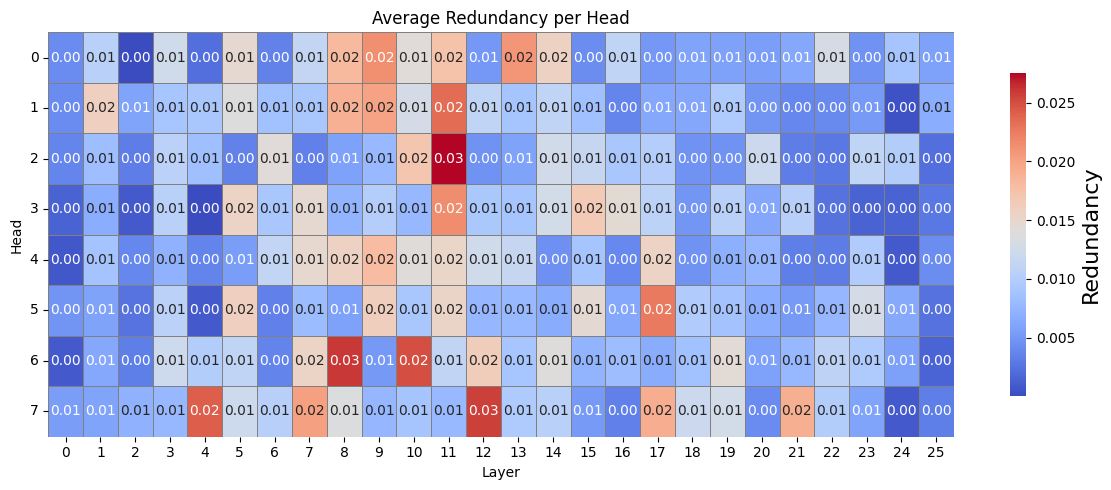 Average Redundancy per Head
0 0.00 0.01 0.00 0.01 0.00 0.01 0.00 0.01 0.02 0.02 0.01 0.02 0.01 0.02 0.02 0.00 0.01 0.00 0.01 0.01 0.01 0.01 0.01 0.00 0.01 0.01
1 0.00 0.02 0.01 0.01 0.01 0.01 0.01 0.01 0.02 0.02 0.01 0.02 0.01 0.01 0.01 0.01 0.00 0.01 0.01 0.01 0.00 0.00 0.00 0.01 0.00 0.01
2 0.00 0.01 0.00 0.01 0.01 0.00 0.01 0.00 0.01 0.01 0.02 0.03 0.00 0.01 0.01 0.01 0.01 0.01 0.00 0.00 0.01 0.00 0.00 0.01 0.01 0.00
3 0.00 0.01 0.00 0.01 0.00 0.02 0.01 0.01 0.01 0.01 0.01 0.02 0.01 0.01 0.01 0.02 0.01 0.01 0.00 0.01 0.01 0.01 0.00 0.00 0.00 0.00
4 0.00 0.01 0.00 0.01 0.00 0.01 0.01 0.01 0.02 0.02 0.01 0.02 0.01 0.01 0.00 0.01 0.00 0.02 0.00 0.01 0.01 0.00 0.00 0.01 0.00 0.00
5 0.00 0.01 0.00 0.01 0.00 0.02 0.00 0.01 0.01 0.02 0.01 0.02 0.01 0.01 0.01 0.01 0.01 0.02 0.01 0.01 0.01 0.01 0.01 0.01 0.01 0.00
6 0.00 0.01 0.00 0.01 0.01 0.01 0.00 0.02 0.03 0.01 0.02 0.01 0.02 0.01 0.01 0.01 0.01 0.01 0.01 0.01 0.01 0.01 0.01 0.01 0.01 0.00
7 0.01 0.01 0.01 0.01 0.02 0.01 0.01 0.02 0.01 0.01 0.01 0.01 0.03 0.01 0.01 0.01 0.00 0.02 0.01 0.01 0.00 0.02 0.01 0.01 0.00 0.00
0 1 2 3 4 5 6 7 8 9 10 11 12 13 14 15 16 17 18 19 20 21 22 23 24 25
Layer
Head
0.025
0.020
0.015
0.010
0.005
Redundancy